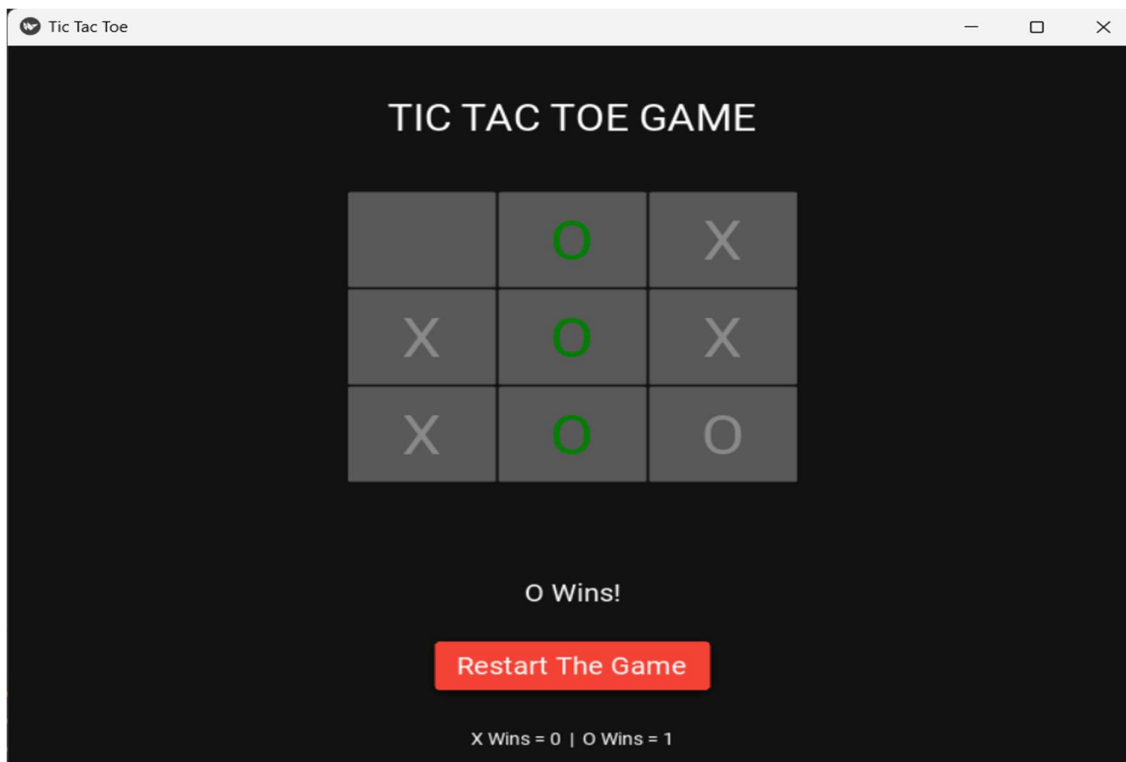 Tic Tac Toe
TIC TAC TOE GAME
O X
X O X
X O O
O Wins!
Restart The Game
X Wins = 0 | O Wins = 1